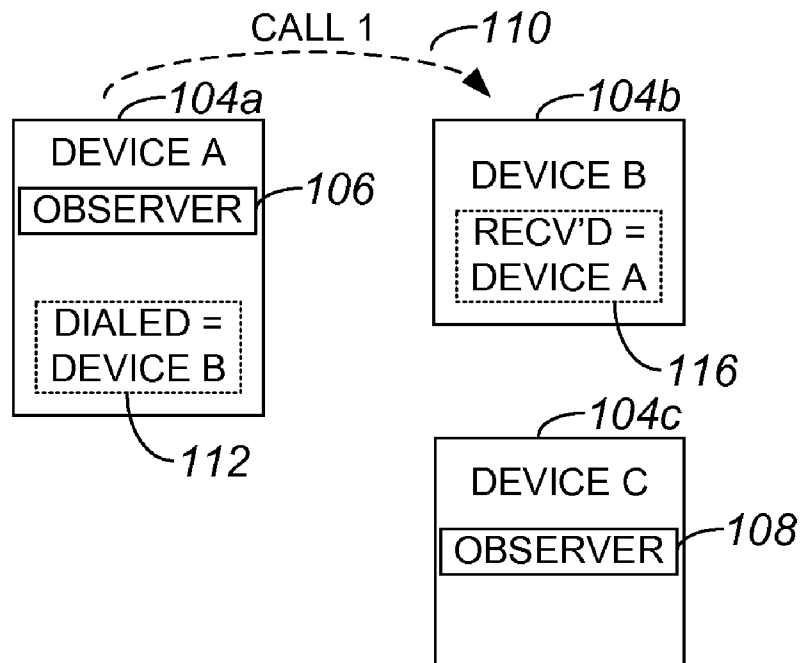 CALL 1
110
104a
DEVICE A
OBSERVER
106
DIALED =
DEVICE B
112
104b
DEVICE B
RECV'D =
DEVICE A
116
104c
DEVICE C
OBSERVER
108